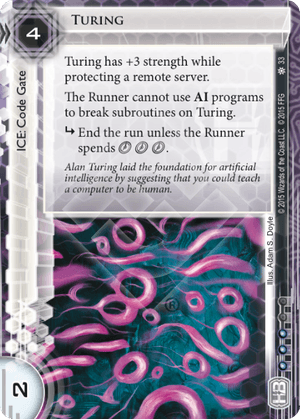 TURING
4
ICE: Code Gate
Turing has +3 strength while
protecting a remote server.
The Runner cannot use AI programs
to break subroutines on Turing.
End the run unless the Runner
spends
Alan Turing laid the foundation for artificial
intelligence by suggesting that you could teach
a computer to be human.
33
© 2015 Wizards of the Coast LLC. © 2015 FFG
Illus. Adam S. Doyle
2
HB